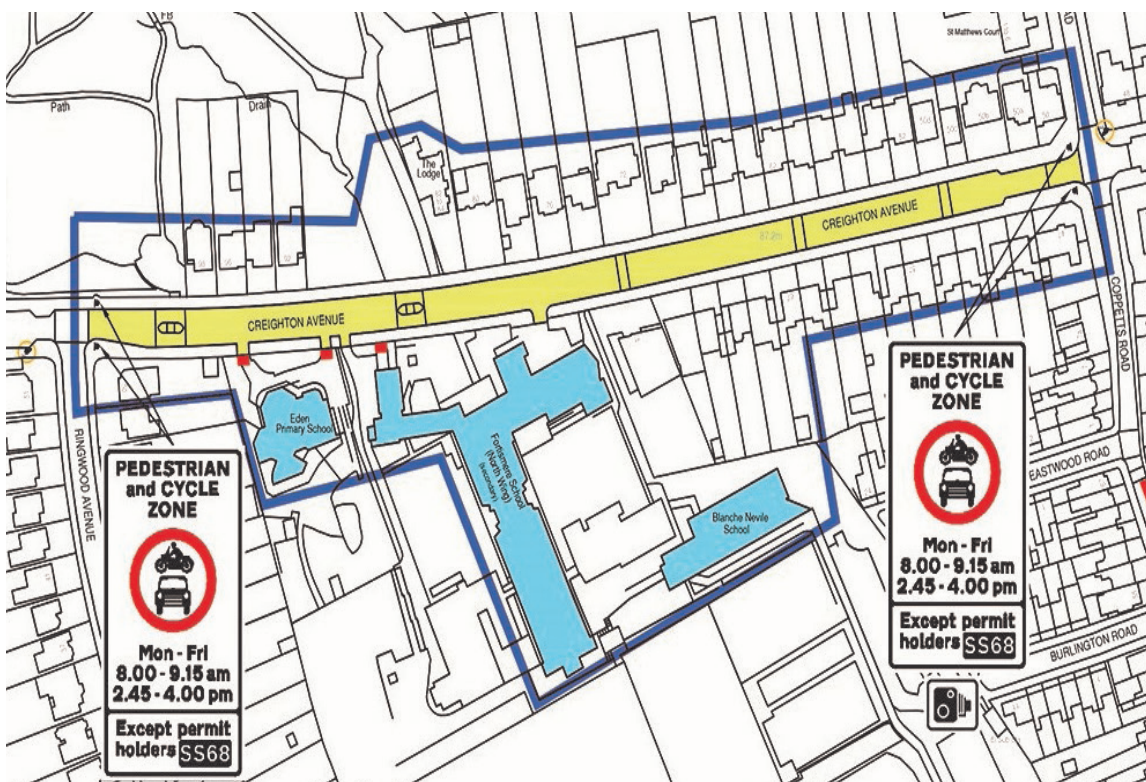 FB
St Matthews Court
Path
Drain
The
Lodge
CREIGHTON AVENUE
CREIGHTON AVENUE
COPPETTS ROAD
Eden
Primary School
RINGWOOD AVENUE
Fortismere School
(North Wing)
(secondary)
Blanche Nevile
School
EASTWOOD ROAD
BURLINGTON ROAD
PEDESTRIAN
and CYCLE
ZONE
Mon - Fri
8.00 - 9.15 am
2.45 - 4.00 pm
Except permit
holders SS68
PEDESTRIAN
and CYCLE
ZONE
Mon - Fri
8.00 - 9.15 am
2.45 - 4.00 pm
Except permit
holders SS68